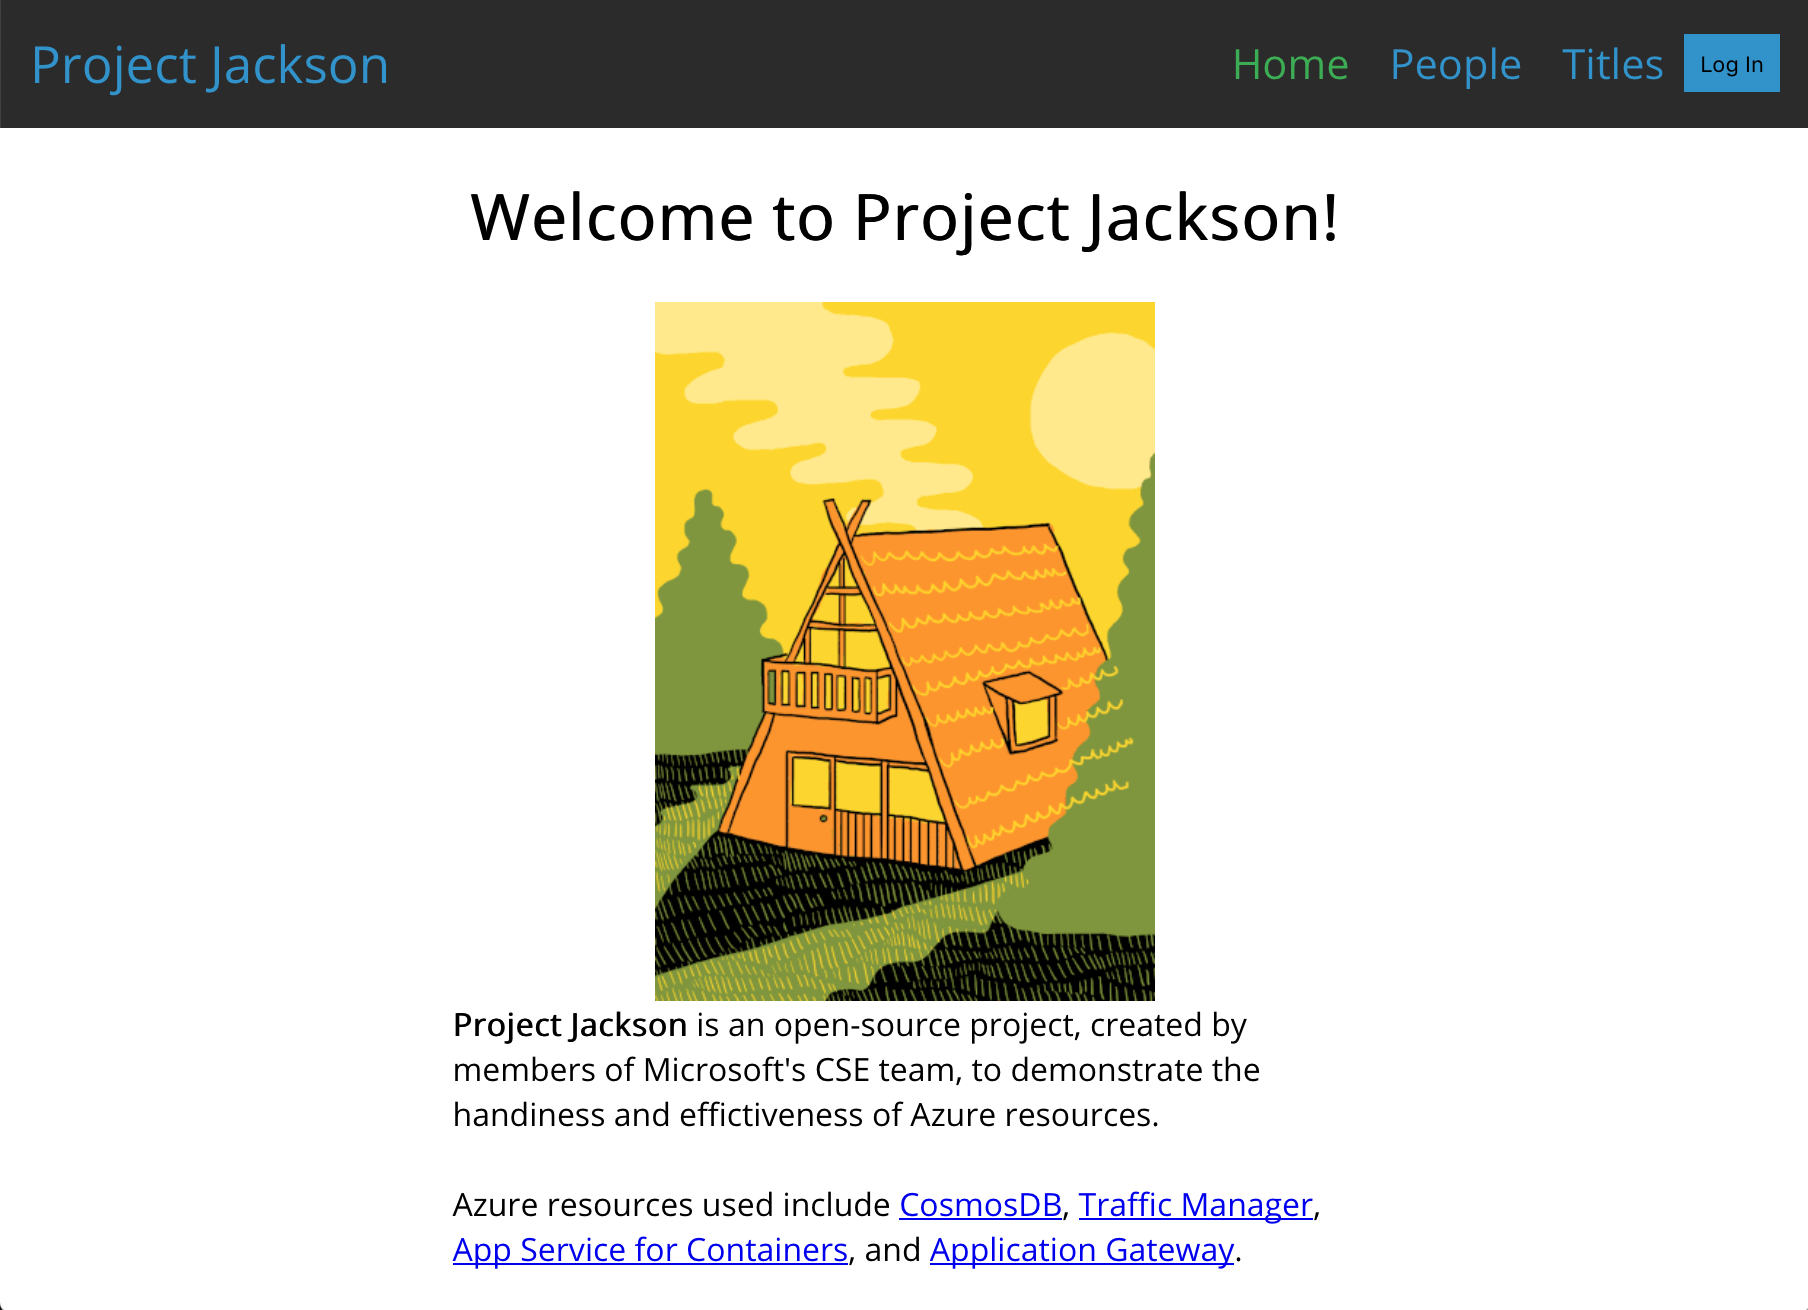 Project Jackson
Home People Titles Log In
Welcome to Project Jackson!
Project Jackson is an open-source project, created by
members of Microsoft's CSE team, to demonstrate the
handiness and effictiveness of Azure resources.
Azure resources used include CosmosDB, Traffic Manager,
App Service for Containers, and Application Gateway.